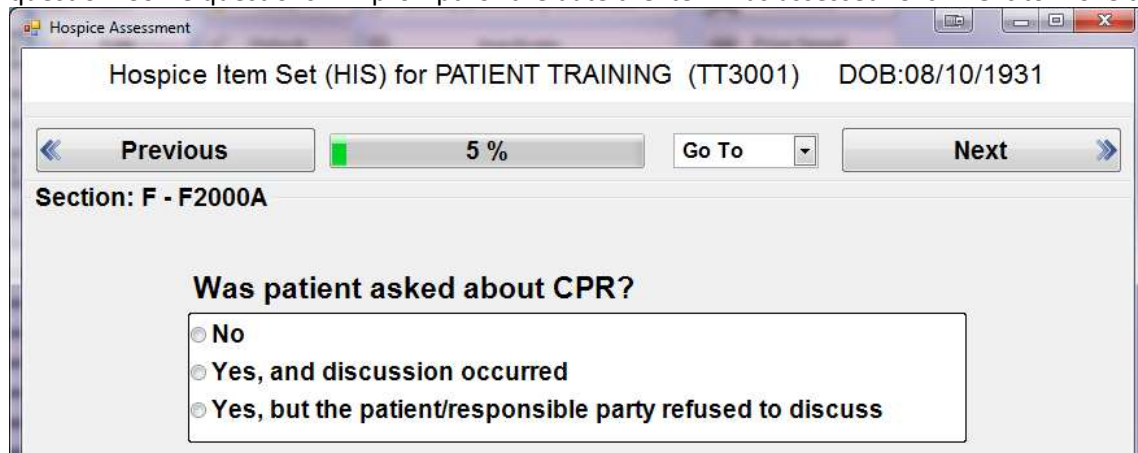 Hospice Assessment
Hospice Item Set (HIS) for PATIENT TRAINING (TT3001) DOB:08/10/1931
Previous 5 % Go To Next
Section: F - F2000A
Was patient asked about CPR?
No
Yes, and discussion occurred
Yes, but the patient/responsible party refused to discuss